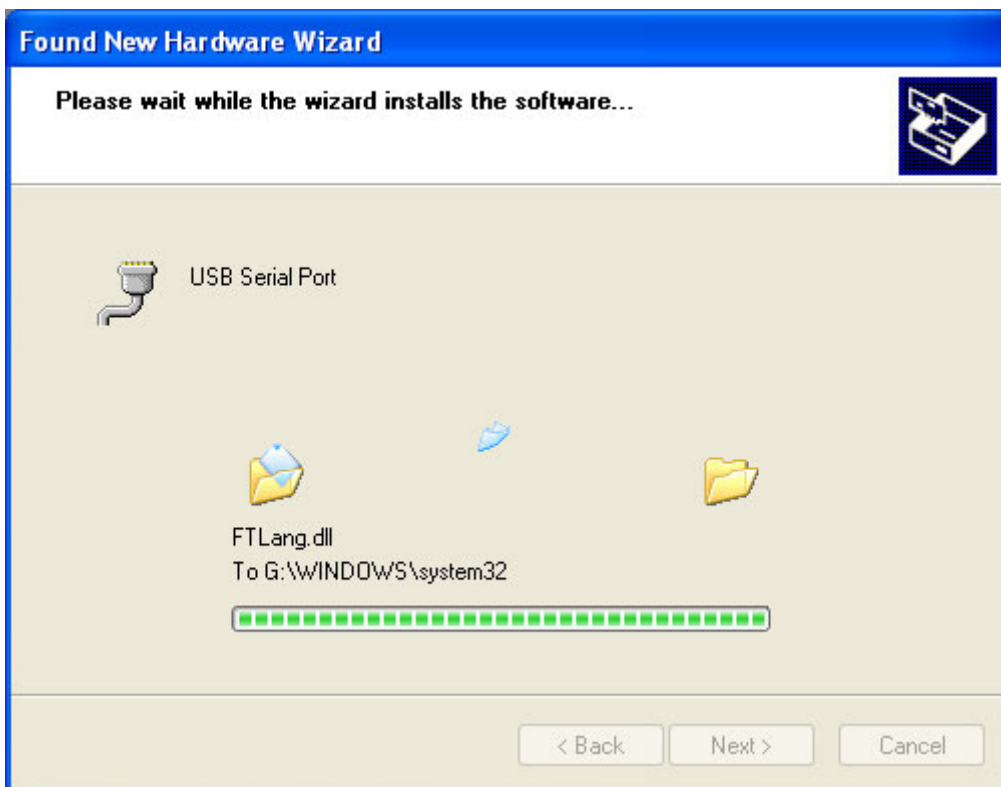 Found New Hardware Wizard
Please wait while the wizard installs the software...
USB Serial Port
FTLang.dll
To G:\WINDOWS\system32
< Back
Next >
Cancel